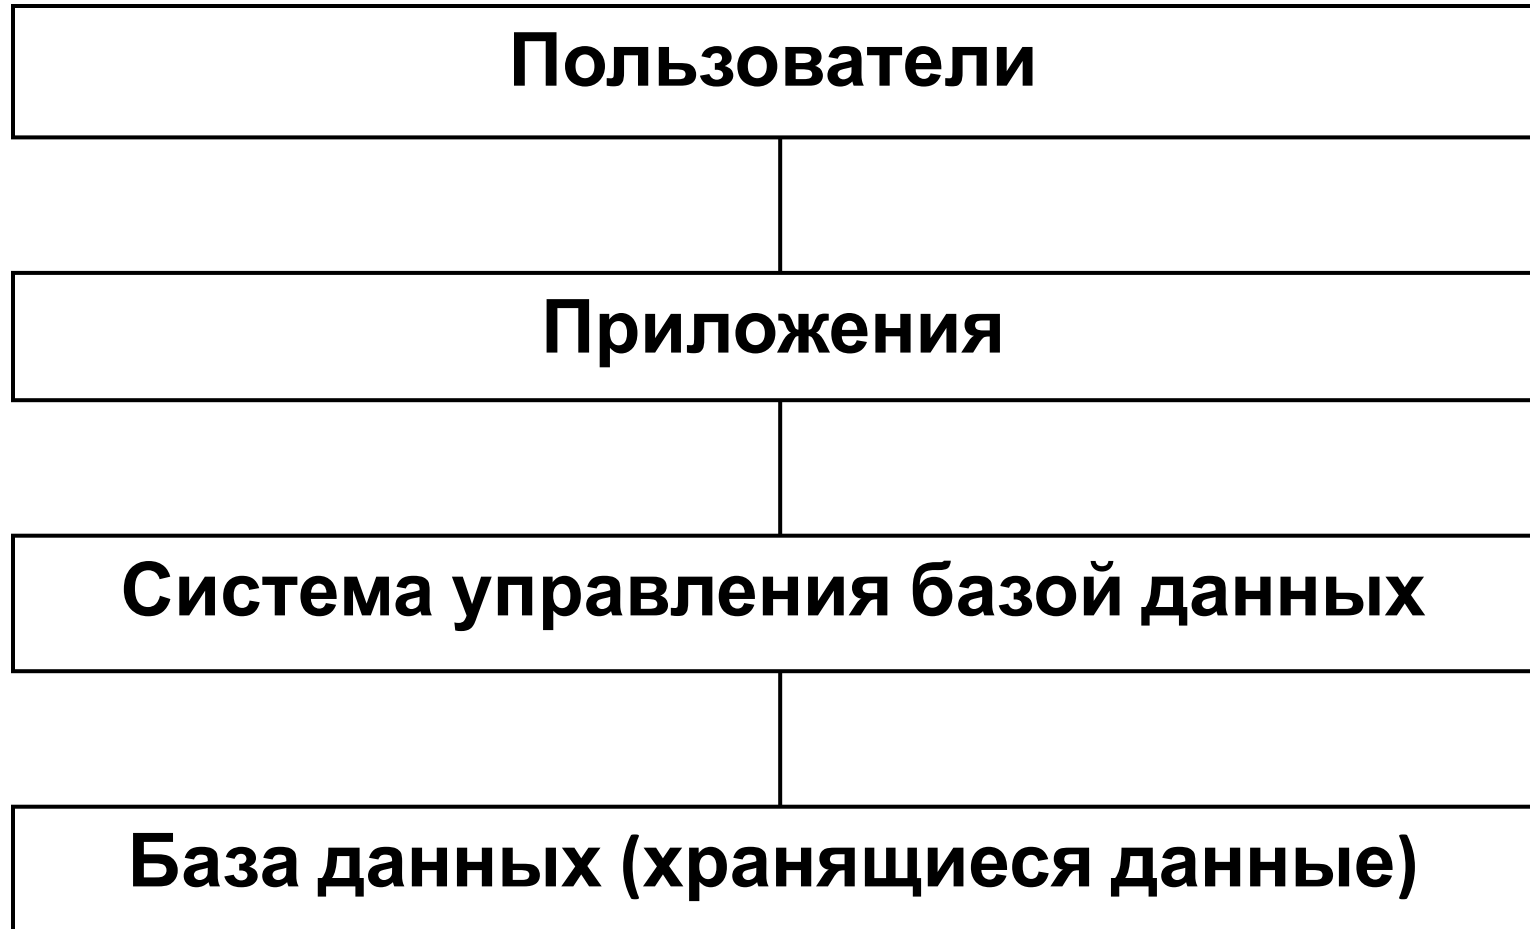 Пользователи
Приложения
Система управления базой данных
База данных (хранящиеся данные)